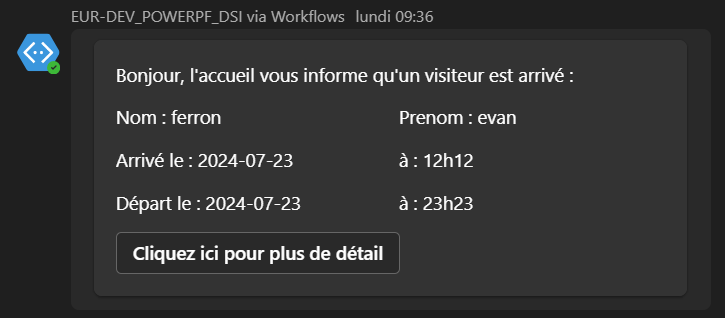 EUR-DEV_POWERPF_DSI via Workflows lundi 09:36
Bonjour, l'accueil vous informe qu'un visiteur est arrivé :
Nom : ferron Prenom : evan
Arrivé le : 2024-07-23 à : 12h12
Départ le : 2024-07-23 à : 23h23
Cliquez ici pour plus de détail